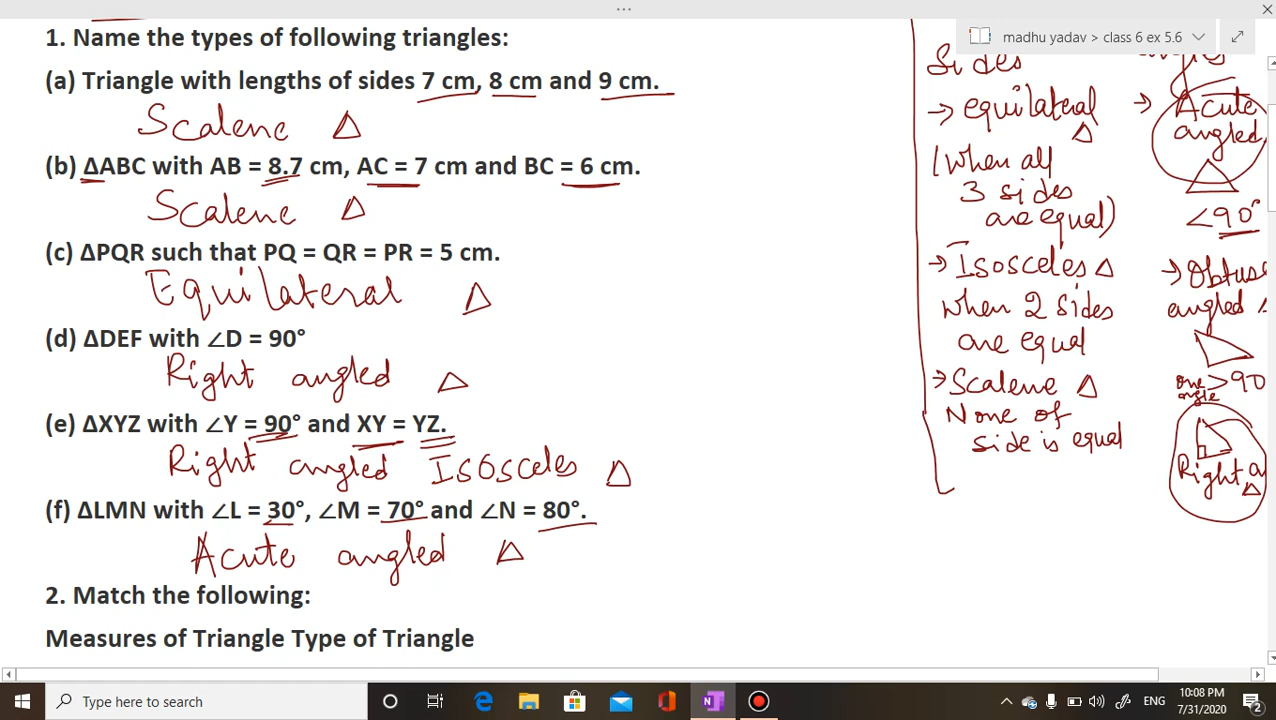 madhu yadav > class 6 ex 5.6
1. Name the types of following triangles:
(a) Triangle with lengths of sides 7 cm, 8 cm and 9 cm.
Scalene Δ
(b) ΔABC with AB = 8.7 cm, AC = 7 cm and BC = 6 cm.
Scalene Δ
(c) ΔPQR such that PQ = QR = PR = 5 cm.
Equilateral Δ
(d) ΔDEF with ∠D = 90°
Right angled Δ
(e) ΔXYZ with ∠Y = 90° and XY = YZ.
Right angled Isosceles Δ
(f) ΔLMN with ∠L = 30°, ∠M = 70° and ∠N = 80°.
Acute angled Δ
2. Match the following:
Measures of Triangle Type of Triangle
Sides
→ equilateral
Δ
(when all
3 sides
are equal)
→ Isosceles Δ
when 2 sides
are equal
→ Scalene Δ
None of
side is equal
→ Acute
angled
∠90°
→ Obtuse
angled Δ
one
angle >90
Right a
Δ
Type here to search
ENG
10:08 PM
7/31/2020
2